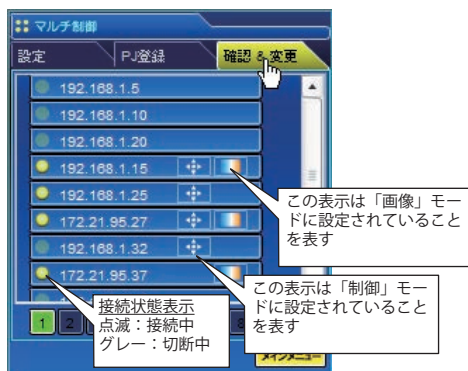 マルチ制御
設定 PJ登録 確認 & 変更
192.168.1.5
192.168.1.10
192.168.1.20
192.168.1.15
192.168.1.25
172.21.95.27
192.168.1.32
172.21.95.37
この表示は「画像」モー
ドに設定されていること
を表す
この表示は「制御」モー
ドに設定されていること
を表す
接続状態表示
点滅：接続中
グレー：切断中
1 2 8
メインメニュー